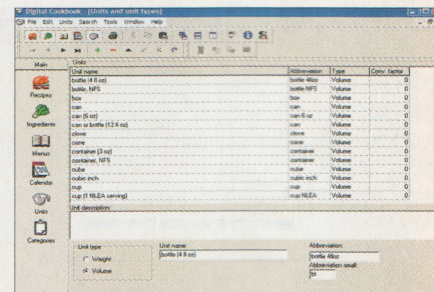 Digital Cookbook - [Units and unit types]
File Edit Units Search Tools Window Help
Main
Units
Unit name Abbreviation Type Conv. factor
bottle (4 fl oz) bottle 4floz Volume 0
bottle, NFS bottle NFS Volume 0
box box Volume 0
can can Volume 0
can (6 oz) can 6 oz Volume 0
can or bottle (12 fl oz) can Volume 0
clove clove Volume 0
cone cone Volume 0
container (3 oz) container Volume 0
container, NFS container Volume 0
cube cube Volume 0
cubic inch cubic inch Volume 0
cup cup Volume 0
cup (1 NLEA serving) cup NLEA Volume 0
Recipes
Ingredients
Menus
Calendar
Units
Categories
Unit description
Unit type
Weight
Volume
Unit name
bottle (4 fl oz)
Abbreviation:
bottle 4floz
Abbreviation small:
bt